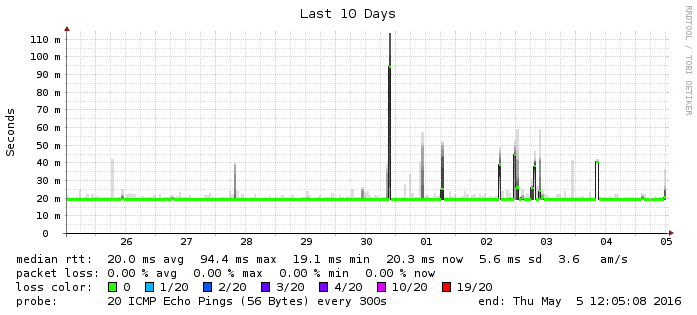 Last 10 Days
RRDTOOL / TOBI OETIKER
Seconds
110 m
100 m
90 m
80 m
70 m
60 m
50 m
40 m
30 m
20 m
10 m
0
26 27 28 29 30 01 02 03 04 05
median rtt: 20.0 ms avg 94.4 ms max 19.1 ms min 20.3 ms now 5.6 ms sd 3.6 am/s
packet loss: 0.00 % avg 0.00 % max 0.00 % min 0.00 % now
loss color: 0 1/20 2/20 3/20 4/20 10/20 19/20
probe: 20 ICMP Echo Pings (56 Bytes) every 300s end: Thu May 5 12:05:08 2016